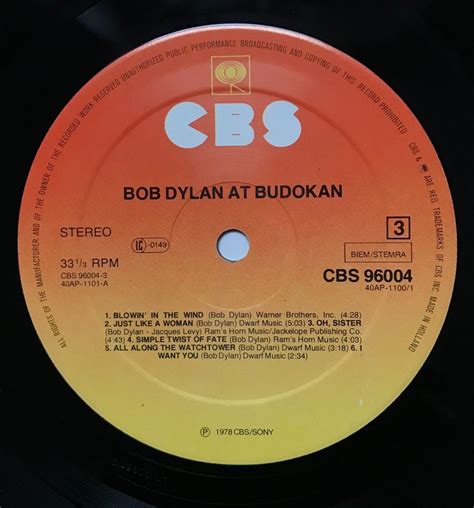 ALL RIGHTS OF THE MANUFACTURER AND OF THE OWNER OF THE RECORDED WORK RESERVED UNAUTHORIZED PUBLIC PERFORMANCE BROADCASTING AND COPYING OF THIS RECORD PROHIBITED
CBS & ARE REG. TRADEMARKS OF CBS INC MADE IN HOLLAND
CBS
BOB DYLAN AT BUDOKAN
STEREO
LC 0149
3
BIEM/STEMRA
33 1/3 RPM
CBS 96004
CBS 96004-3
40AP-1101-A
40AP-1100/1
1. BLOWIN' IN THE WIND (Bob Dylan) Warner Brothers, Inc. (4:28)
2. JUST LIKE A WOMAN (Bob Dylan) Dwarf Music (5:03) 3. OH, SISTER
(Bob Dylan - Jacques Levy) Ram's Horn Music/Jackelope Publishing Co.
4. SIMPLE TWIST OF FATE (Bob Dylan) Ram's Horn Music (4:03)
5. ALL ALONG THE WATCHTOWER (Bob Dylan) Dwarf Music 6. I
WANT YOU (Bob Dylan) Dwarf Music (2:34)
℗ 1978 CBS/SONY